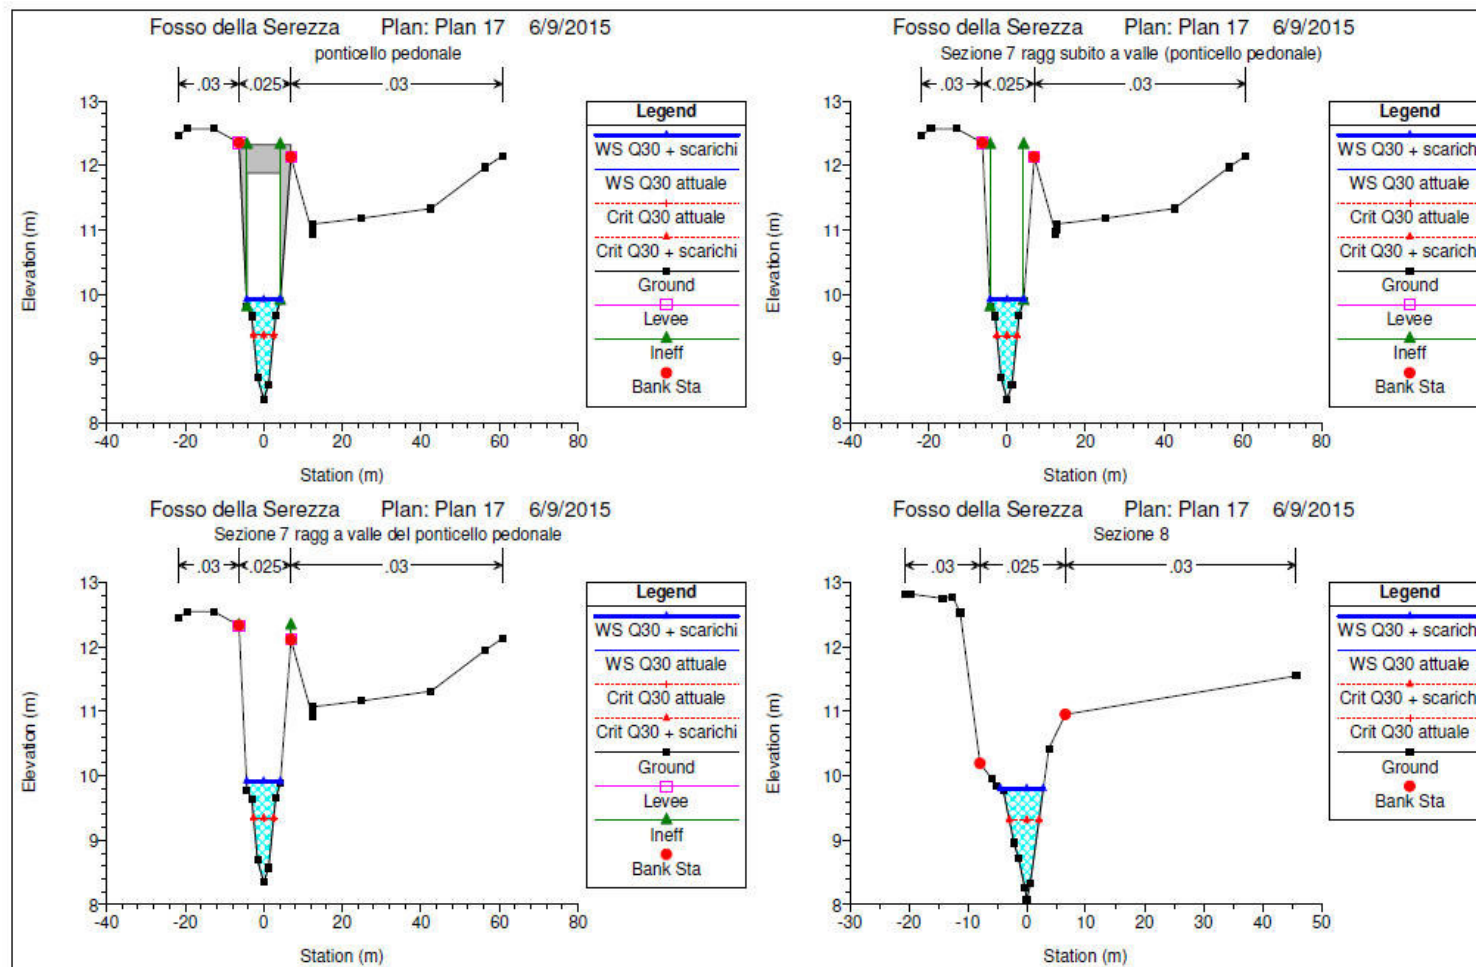 Fosso della Serezza Plan: Plan 17 6/9/2015
ponticello pedonale
.03 .025 .03
13
12
11
10
9
8
Elevation (m)
-40 -20 0 20 40 60 80
Station (m)
Legend
WS Q30 + scarichi
WS Q30 attuale
Crit Q30 attuale
Crit Q30 + scarichi
Ground
Levee
Ineff
Bank Sta
Fosso della Serezza Plan: Plan 17 6/9/2015
Sezione 7 ragg subito a valle (ponticello pedonale)
.03 .025 .03
13
12
11
10
9
8
Elevation (m)
-40 -20 0 20 40 60 80
Station (m)
Legend
WS Q30 + scarichi
WS Q30 attuale
Crit Q30 attuale
Crit Q30 + scarichi
Ground
Levee
Ineff
Bank Sta
Fosso della Serezza Plan: Plan 17 6/9/2015
Sezione 7 ragg a valle del ponticello pedonale
.03 .025 .03
13
12
11
10
9
8
Elevation (m)
-40 -20 0 20 40 60 80
Station (m)
Legend
WS Q30 + scarichi
WS Q30 attuale
Crit Q30 attuale
Crit Q30 + scarichi
Ground
Levee
Ineff
Bank Sta
Fosso della Serezza Plan: Plan 17 6/9/2015
Sezione 8
.03 .025 .03
13
12
11
10
9
8
Elevation (m)
-30 -20 -10 0 10 20 30 40 50
Station (m)
Legend
WS Q30 + scarichi
WS Q30 attuale
Crit Q30 + scarichi
Crit Q30 attuale
Ground
Bank Sta